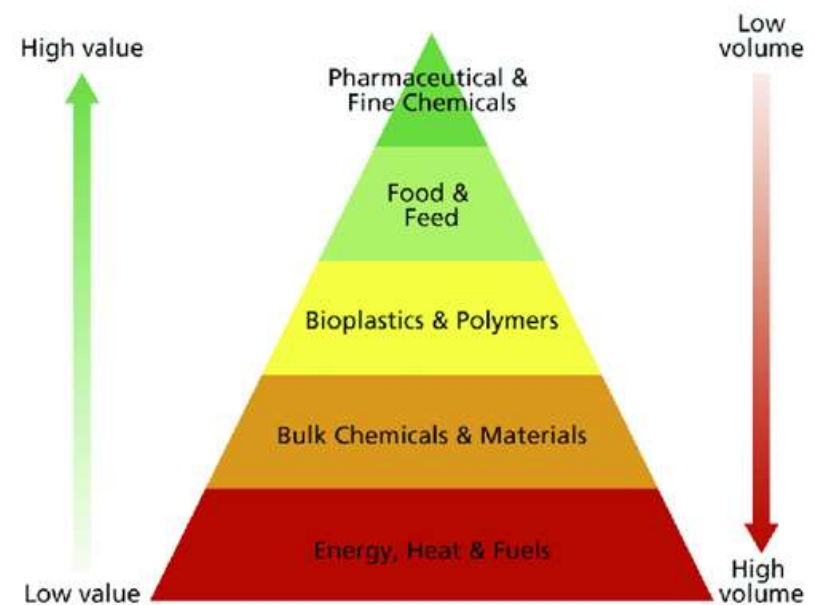 High value
Low
volume
Pharmaceutical &
Fine Chemicals
Food &
Feed
Bioplastics & Polymers
Bulk Chemicals & Materials
Energy, Heat & Fuels
Low value
High
volume